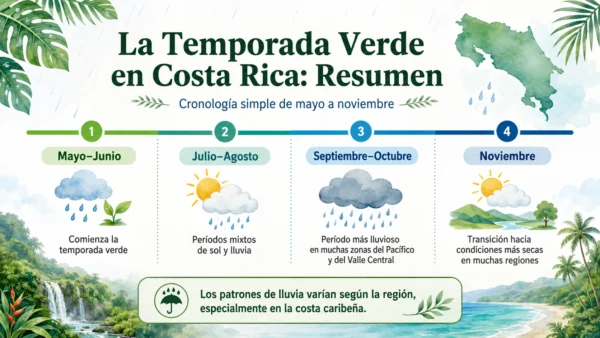 La Temporada Verde
en Costa Rica: Resumen
Cronología simple de mayo a noviembre
1
Mayo–Junio
Comienza la
temporada verde
2
Julio–Agosto
Períodos mixtos
de sol y lluvia
3
Septiembre–Octubre
Período más lluvioso
en muchas zonas del Pacífico
y del Valle Central
4
Noviembre
Transición hacia
condiciones más secas
en muchas regiones
Los patrones de lluvia varían según la región,
especialmente en la costa caribeña.